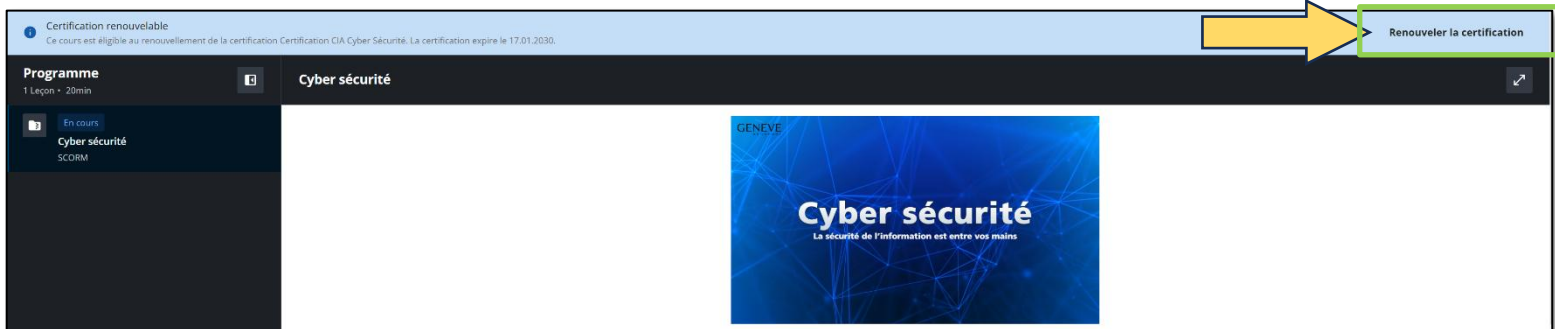 Certification renouvelable
Ce cours est éligible au renouvellement de la certification Certification CIA Cyber Sécurité. La certification expire le 17.01.2030.
Renouveler la certification
Programme
1 Leçon • 20min
Cyber sécurité
En cours
Cyber sécurité
SCORM
GENÈVE
Cyber sécurité
La sécurité de l'information est entre vos mains